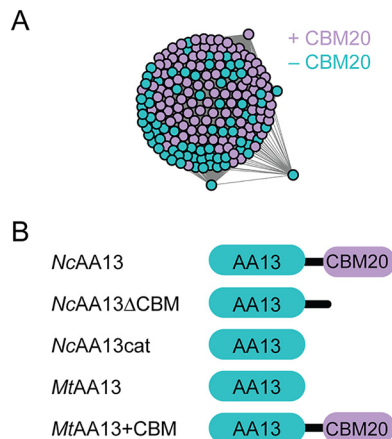 A
+ CBM20
– CBM20
B
NcAA13 AA13 CBM20
NcAA13ΔCBM AA13
NcAA13cat AA13
MtAA13 AA13
MtAA13+CBM AA13 CBM20